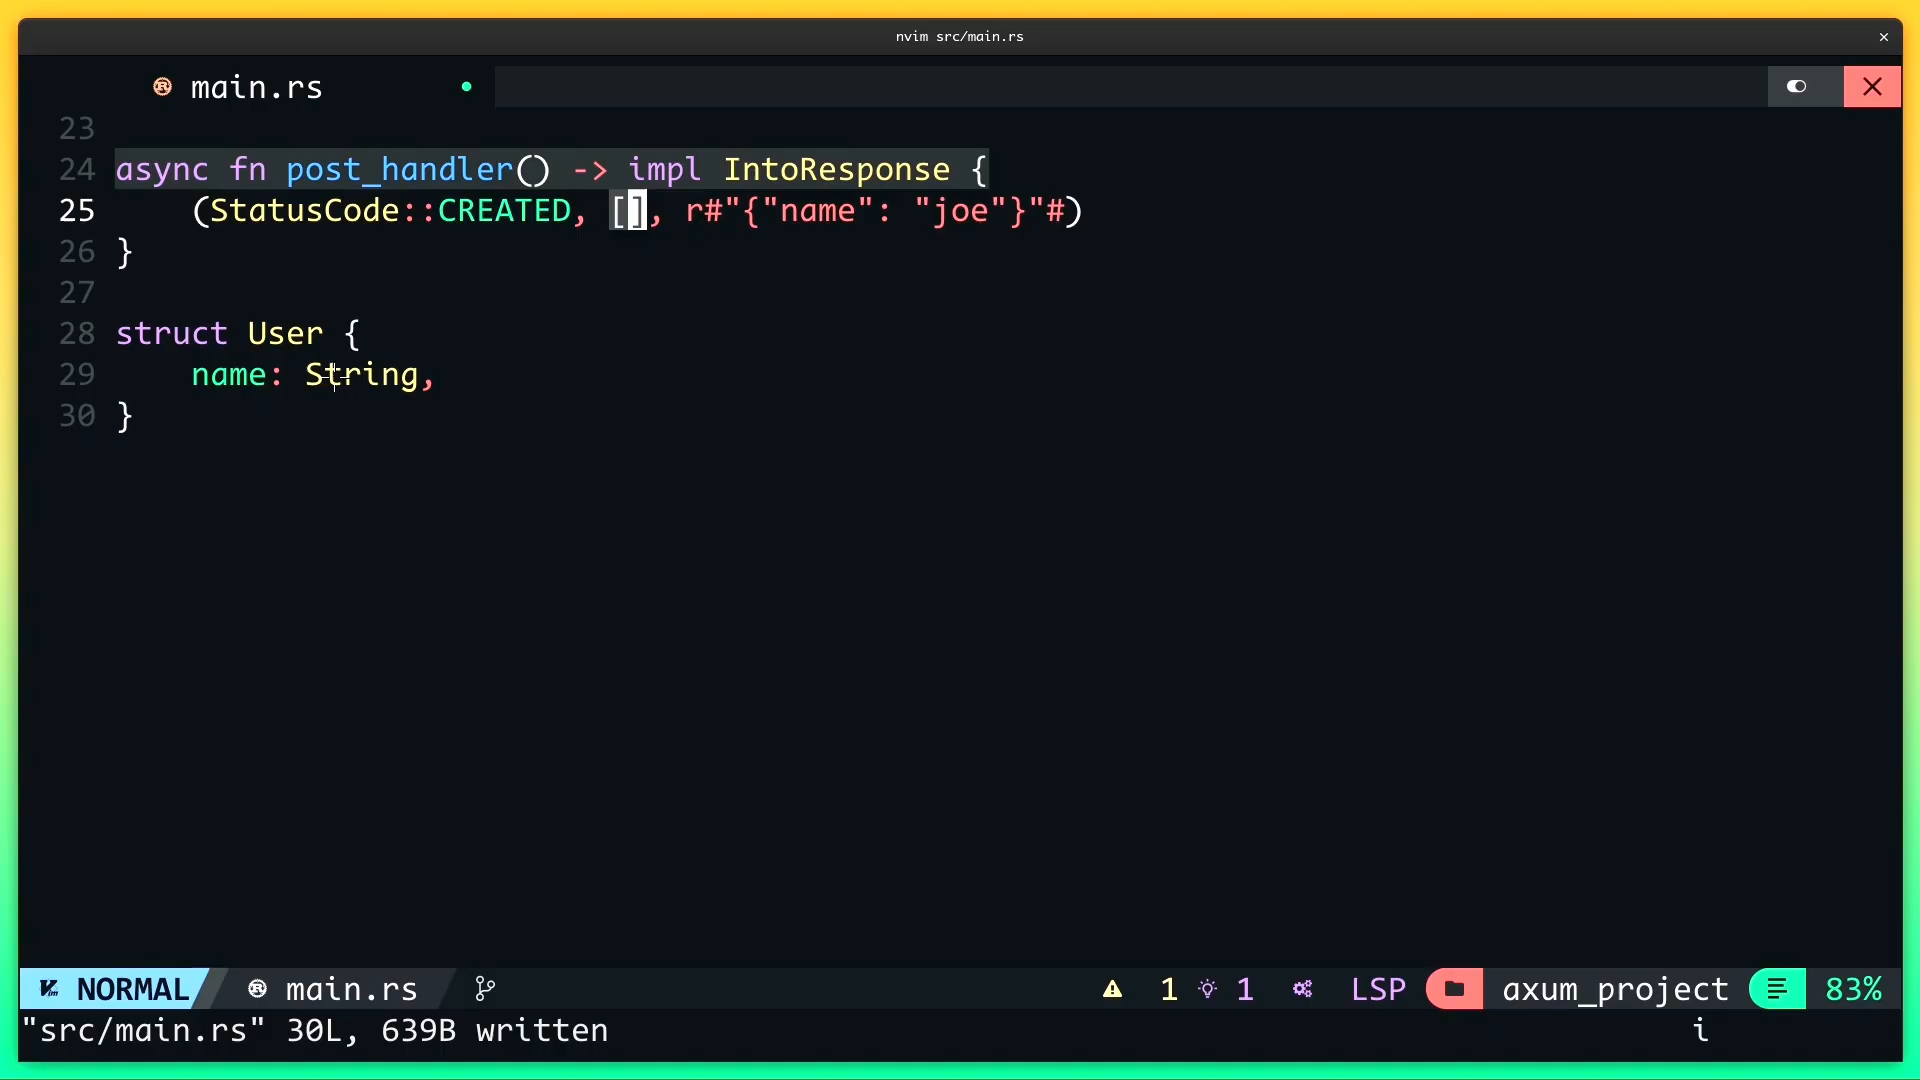 nvim src/main.rs
main.rs
23
24 async fn post_handler() -> impl IntoResponse {
25     (StatusCode::CREATED, [], r#"{"name": "joe"}"#)
26 }
27
28 struct User {
29     name: String,
30 }
NORMAL main.rs 1 1 LSP axum_project 83%
"src/main.rs" 30L, 639B written i